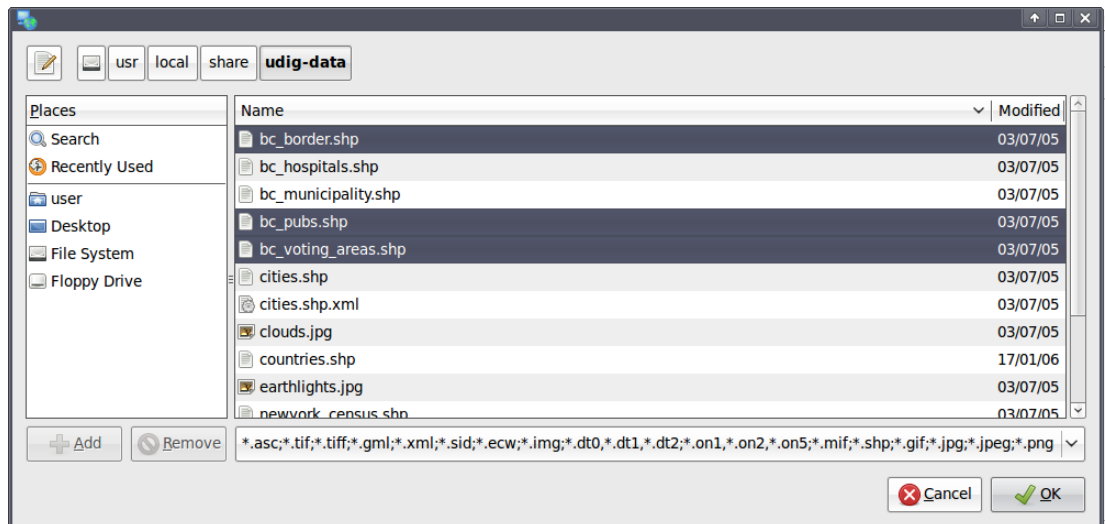 usr local share udig-data
Places
Search
Recently Used
user
Desktop
File System
Floppy Drive
Name Modified
bc_border.shp 03/07/05
bc_hospitals.shp 03/07/05
bc_municipality.shp 03/07/05
bc_pubs.shp 03/07/05
bc_voting_areas.shp 03/07/05
cities.shp 03/07/05
cities.shp.xml 03/07/05
clouds.jpg 03/07/05
countries.shp 17/01/06
earthlights.jpg 03/07/05
newyork_census.shp 03/07/05
Add Remove *.asc;*.tif;*.tiff;*.gml;*.xml;*.sid;*.ecw;*.img;*.dt0,*.dt1,*.dt2;*.on1,*.on2,*.on5;*.mif;*.shp;*.gif;*.jpg;*.jpeg;*.png
Cancel OK